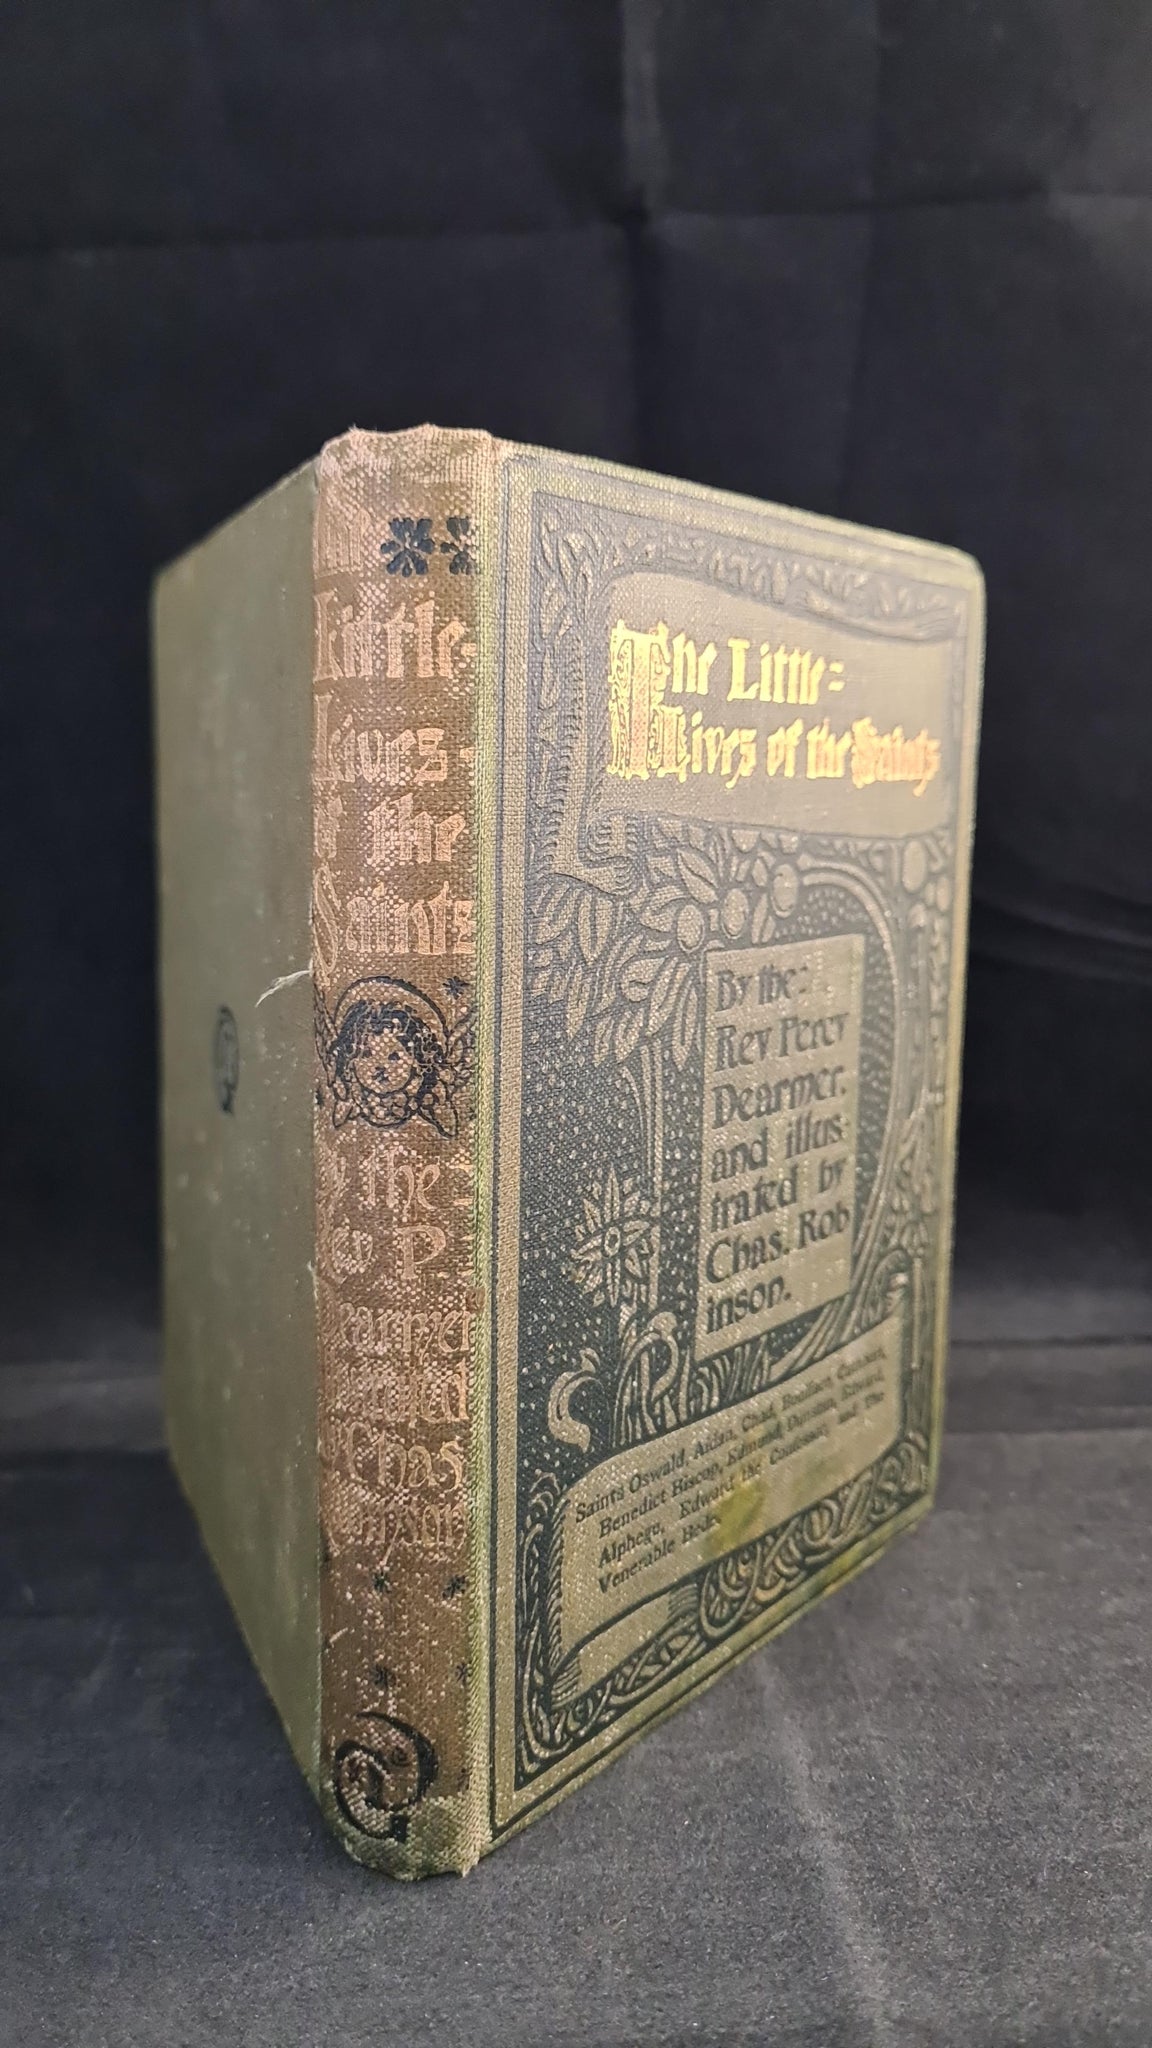 Little-
Lives-
of the
Saints
By the-
Rev. P.
Chas
The Little=
Lives of the Saints
By the=
Rev Percy
Dearmer.
and illus-
trated by
Chas. Rob
inson.
Saints Oswald, Aidan, Chad, Boniface, Cuthbert,
Benedict Biscop, Edmund, Dunstan, Edward,
Alphege, Edward the Confessor, and the
Venerable Bede.